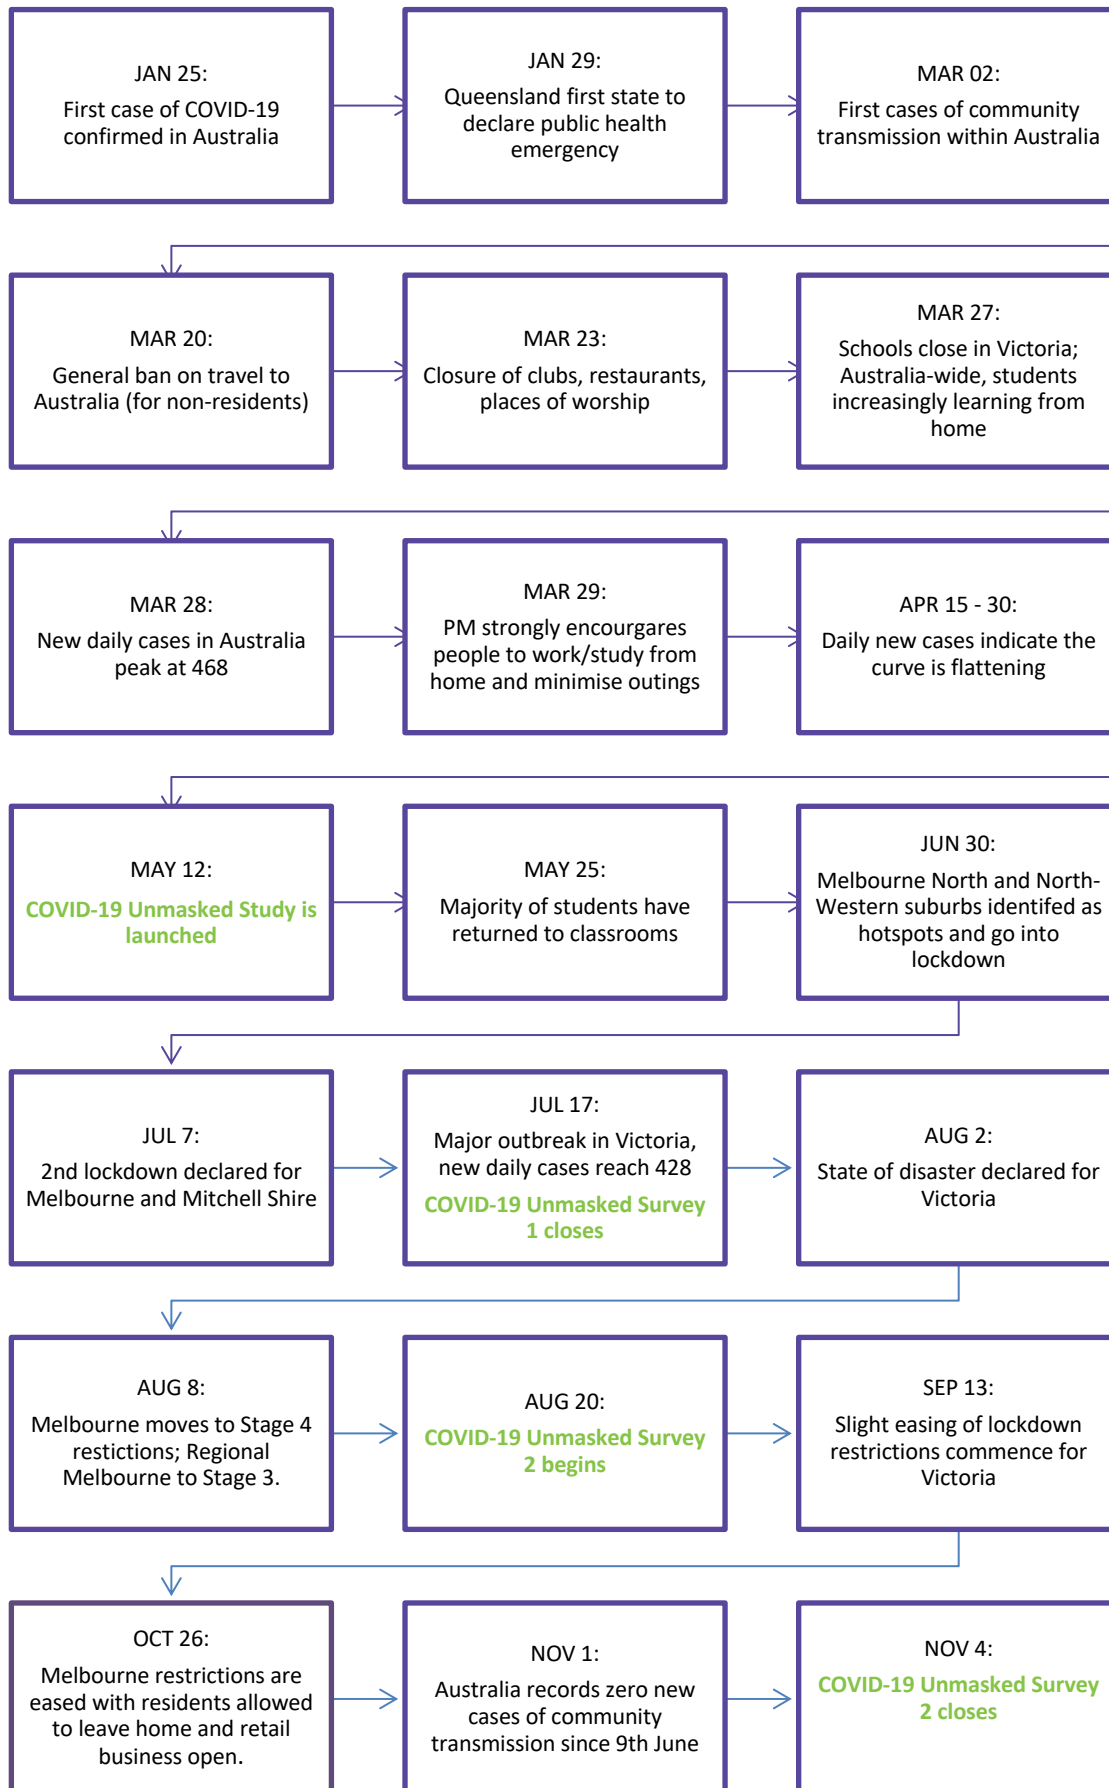 JAN 25:
First case of COVID-19
confirmed in Australia
JAN 29:
Queensland first state to
declare public health
emergency
MAR 02:
First cases of community
transmission within Australia
MAR 20:
General ban on travel to
Australia (for non-residents)
MAR 23:
Closure of clubs, restaurants,
places of worship
MAR 27:
Schools close in Victoria;
Australia-wide, students
increasingly learning from
home
MAR 28:
New daily cases in Australia
peak at 468
MAR 29:
PM strongly encourgares
people to work/study from
home and minimise outings
APR 15 - 30:
Daily new cases indicate the
curve is flattening
MAY 12:
COVID-19 Unmasked Study is
launched
MAY 25:
Majority of students have
returned to classrooms
JUN 30:
Melbourne North and North-
Western suburbs identifed as
hotspots and go into
lockdown
JUL 7:
2nd lockdown declared for
Melbourne and Mitchell Shire
JUL 17:
Major outbreak in Victoria,
new daily cases reach 428
COVID-19 Unmasked Survey
1 closes
AUG 2:
State of disaster declared for
Victoria
AUG 8:
Melbourne moves to Stage 4
restictions; Regional
Melbourne to Stage 3.
AUG 20:
COVID-19 Unmasked Survey
2 begins
SEP 13:
Slight easing of lockdown
restrictions commence for
Victoria
OCT 26:
Melbourne restrictions are
eased with residents allowed
to leave home and retail
business open.
NOV 1:
Australia records zero new
cases of community
transmission since 9th June
NOV 4:
COVID-19 Unmasked Survey
2 closes